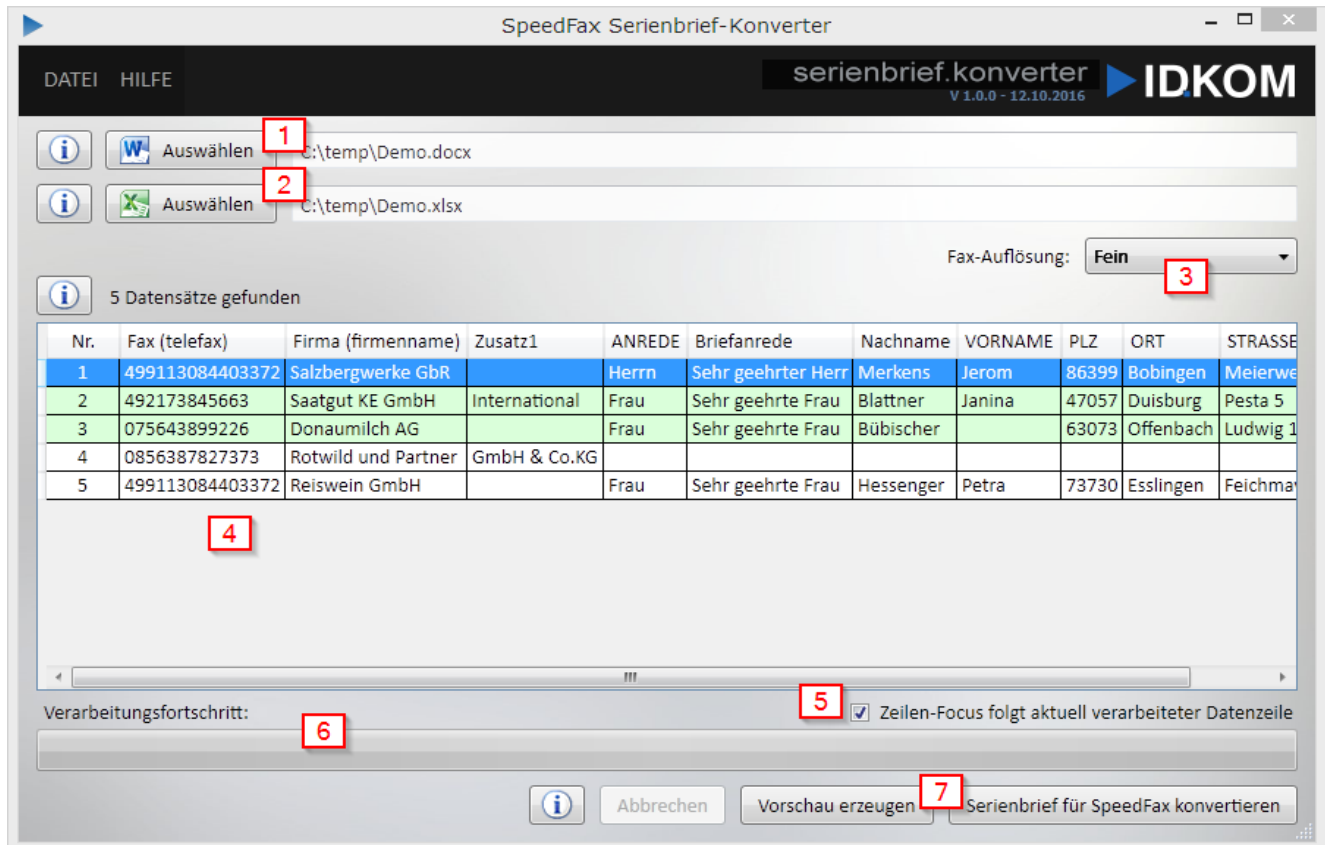 SpeedFax Serienbrief-Konverter
DATEI HILFE
serienbrief.konverter
V 1.0.0 - 12.10.2016
IDKOM
1
Auswählen C:\temp\Demo.docx
2
Auswählen C:\temp\Demo.xlsx
Fax-Auflösung: Fein
3
5 Datensätze gefunden
Nr. Fax (telefax) Firma (firmenname) Zusatz1 ANREDE Briefanrede Nachname VORNAME PLZ ORT STRASSE
1 499113084403372 Salzbergwerke GbR Herrn Sehr geehrter Herr Merkens Jerom 86399 Bobingen Meierwe
2 492173845663 Saatgut KE GmbH International Frau Sehr geehrte Frau Blattner Janina 47057 Duisburg Pesta 5
3 075643899226 Donaumilch AG Frau Sehr geehrte Frau Bübischer 63073 Offenbach Ludwig 1
4 0856387827373 Rotwild und Partner GmbH & Co.KG
5 499113084403372 Reiswein GmbH Frau Sehr geehrte Frau Hessenger Petra 73730 Esslingen Feichma
4
5
Verarbeitungsfortschritt: Zeilen-Focus folgt aktuell verarbeiteter Datenzeile
6
7
Abbrechen Vorschau erzeugen Serienbrief für SpeedFax konvertieren